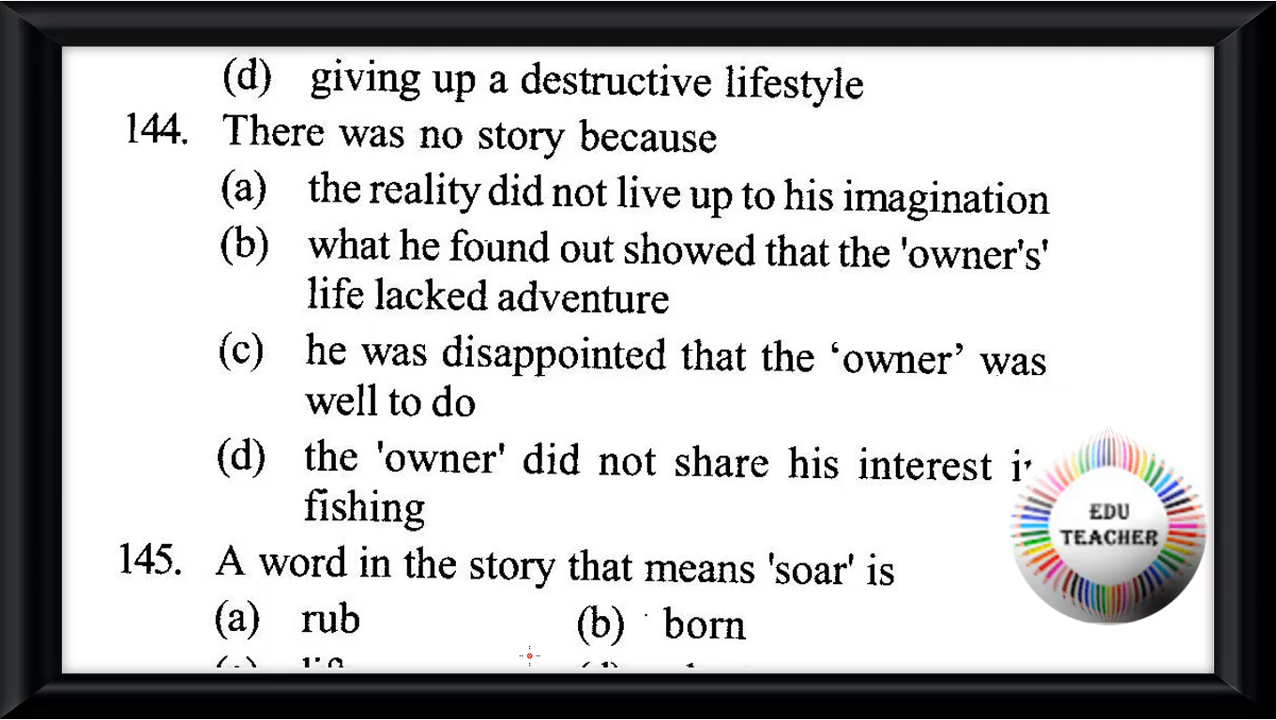 (d) giving up a destructive lifestyle
144. There was no story because
(a) the reality did not live up to his imagination
(b) what he found out showed that the 'owner's'
life lacked adventure
(c) he was disappointed that the ‘owner’ was
well to do
(d) the 'owner' did not share his interest
fishing
EDU
TEACHER
145. A word in the story that means 'soar' is
(a) rub (b) born